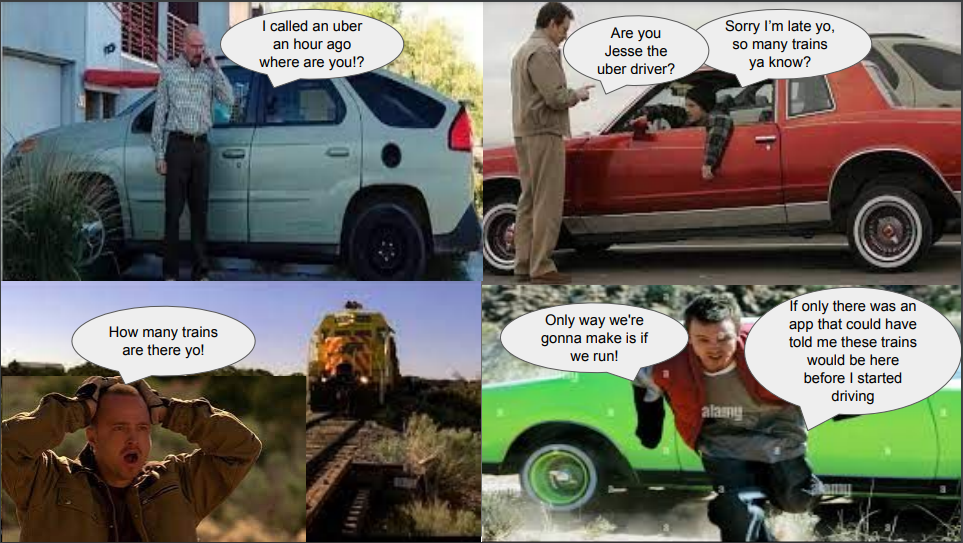 I called an uber
an hour ago
where are you!?
Are you
Jesse the
uber driver?
Sorry I'm late yo,
so many trains
ya know?
How many trains
are there yo!
Only way we're
gonna make is if
we run!
If only there was an
app that could have
told me these trains
would be here
before I started
driving
alamy
alamy
a
a
a
a
a